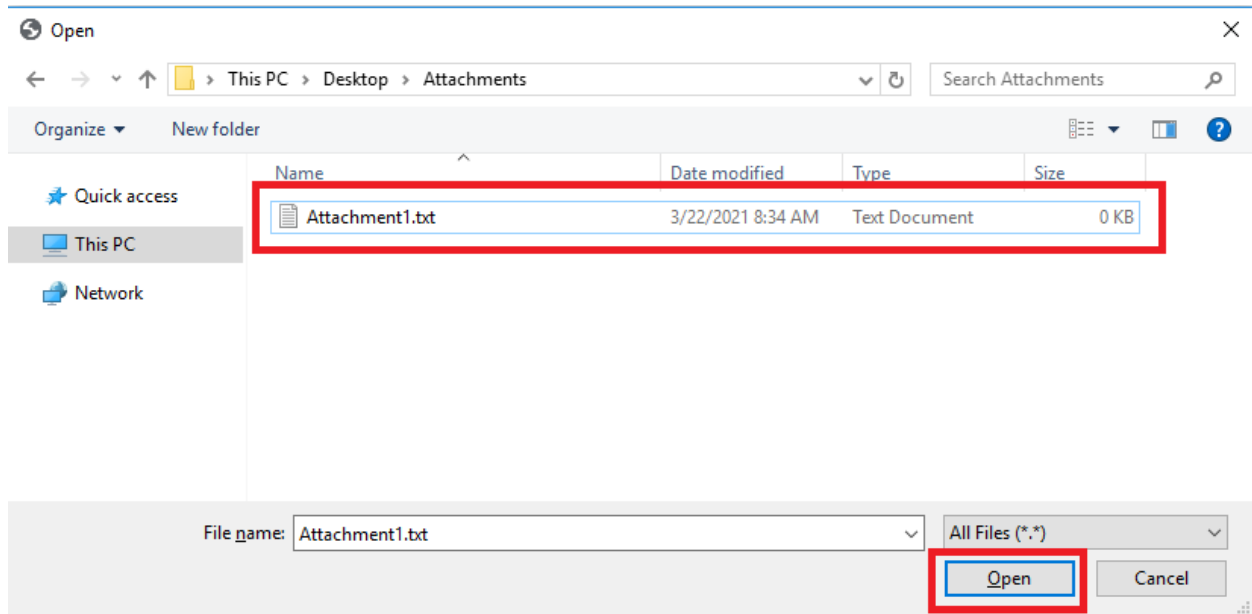 Open
This PC > Desktop > Attachments
Search Attachments
Organize
New folder
Name
Date modified
Type
Size
Quick access
This PC
Network
Attachment1.txt
3/22/2021 8:34 AM
Text Document
0 KB
File name:
Attachment1.txt
All Files (*.*)
Open
Cancel